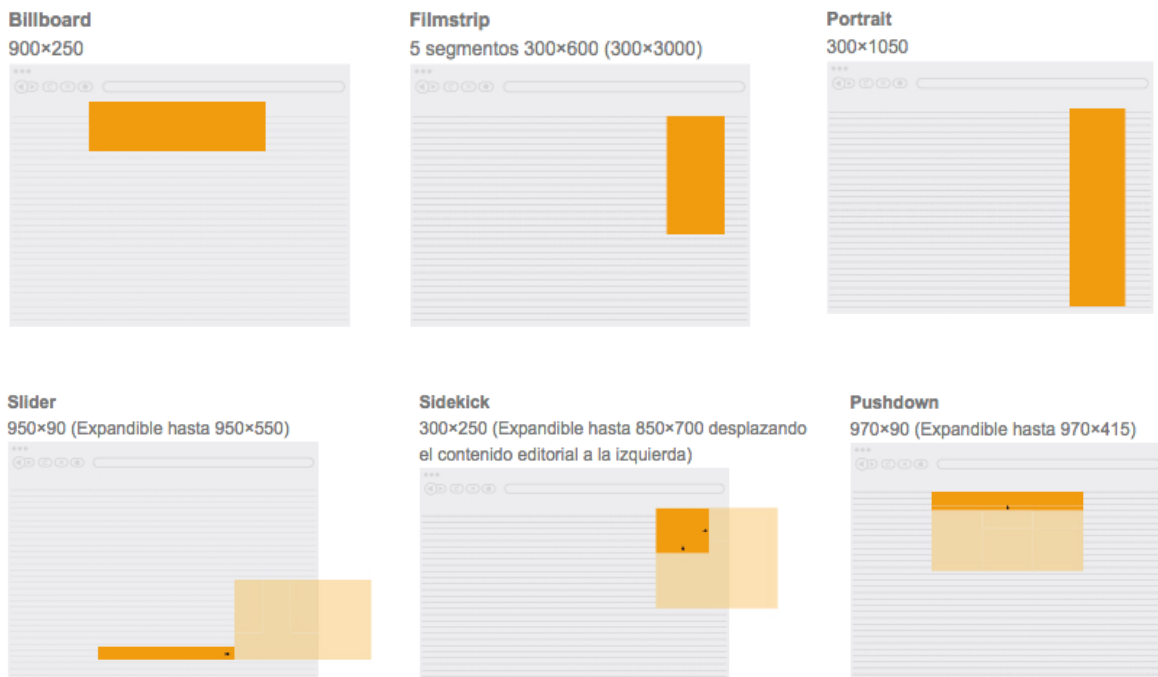 Billboard
900×250
Filmstrip
5 segmentos 300×600 (300×3000)
Portrait
300×1050
Slider
950×90 (Expandible hasta 950×550)
Sidekick
300×250 (Expandible hasta 850×700 desplazando
el contenido editorial a la izquierda)
Pushdown
970×90 (Expandible hasta 970×415)